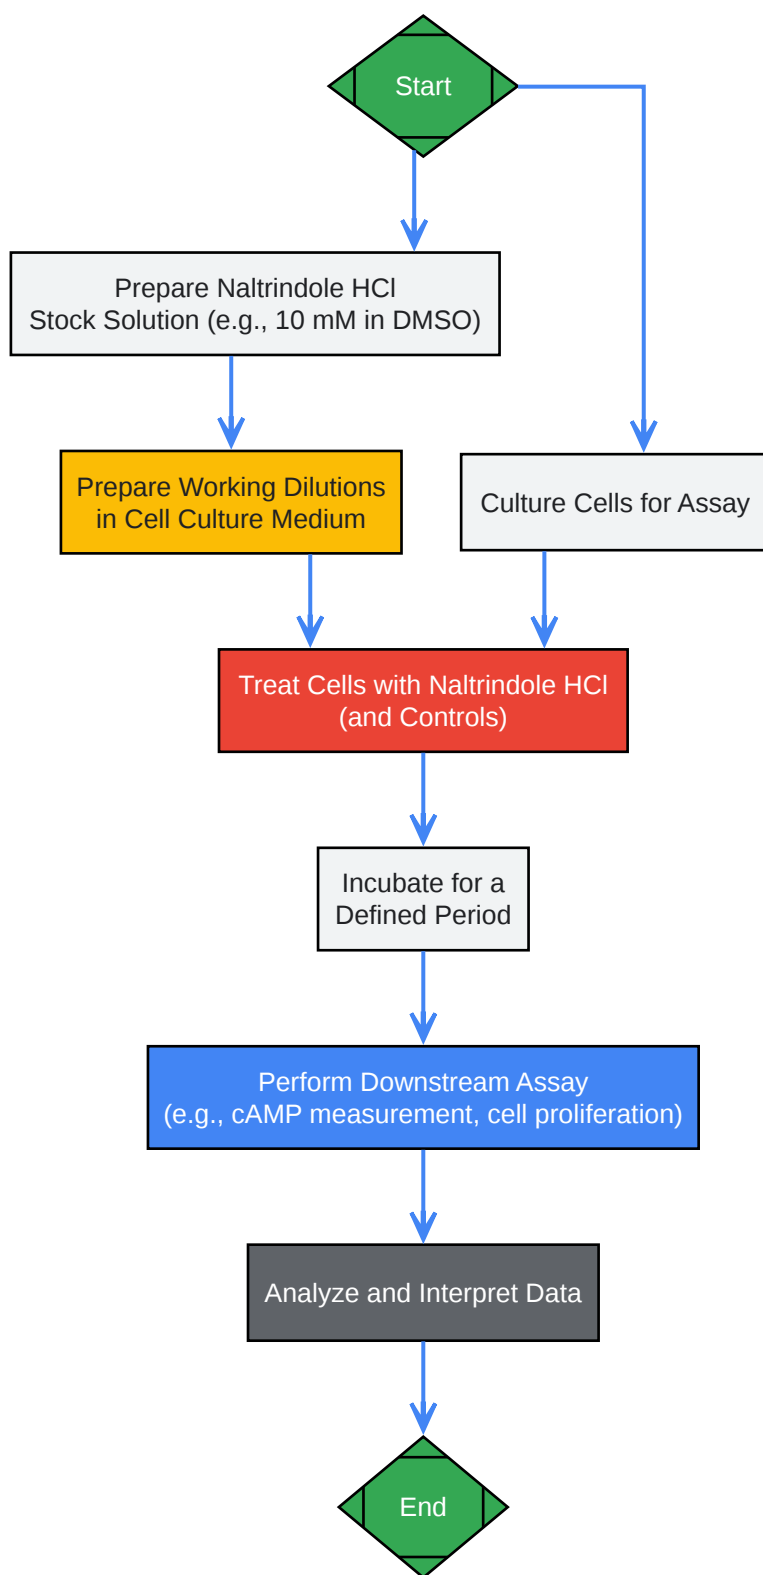 Start
Prepare Naltrindole HCl
Stock Solution (e.g., 10 mM in DMSO)
Prepare Working Dilutions
in Cell Culture Medium
Culture Cells for Assay
Treat Cells with Naltrindole HCl
(and Controls)
Incubate for a
Defined Period
Perform Downstream Assay
(e.g., cAMP measurement, cell proliferation)
Analyze and Interpret Data
End